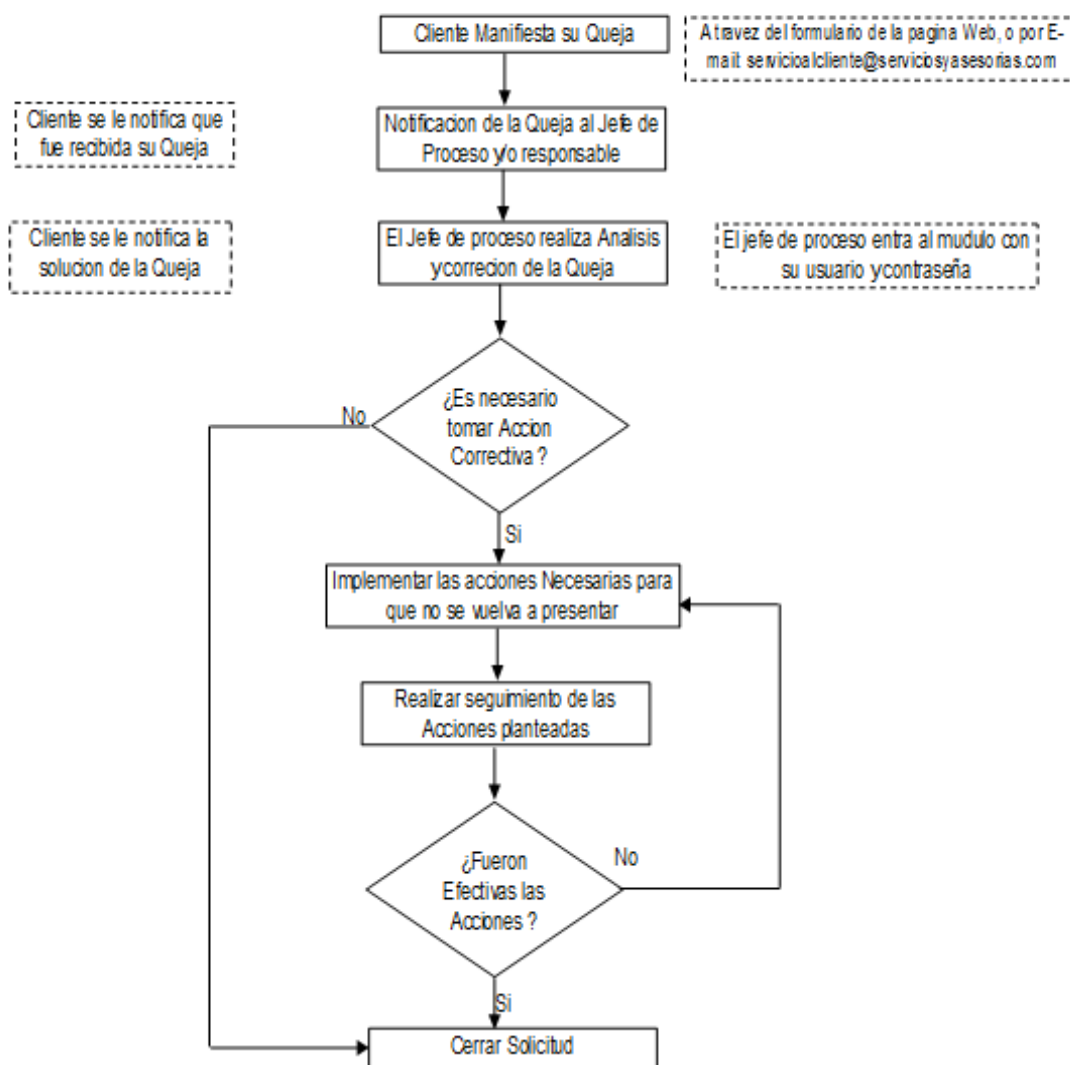 Cliente Manifiesta su Queja
A travez del formulario de la pagina Web, o por E-
mail: servicioalcliente@serviciosyasesorias.com
Cliente se le notifica que
fue recibida su Queja
Notificacion de la Queja al Jefe de
Proceso y/o responsable
Cliente se le notifica la
solucion de la Queja
El Jefe de proceso realiza Analisis
y correcion de la Queja
El jefe de proceso entra al mudulo con
su usuario y contraseña
¿Es necesario
tomar Accion
Correctiva ?
No
Si
Implementar las acciones Necesarias para
que no se vuelva a presentar
Realizar seguimiento de las
Acciones planteadas
¿Fueron
Efectivas las
Acciones ?
No
Si
Cerrar Solicitud